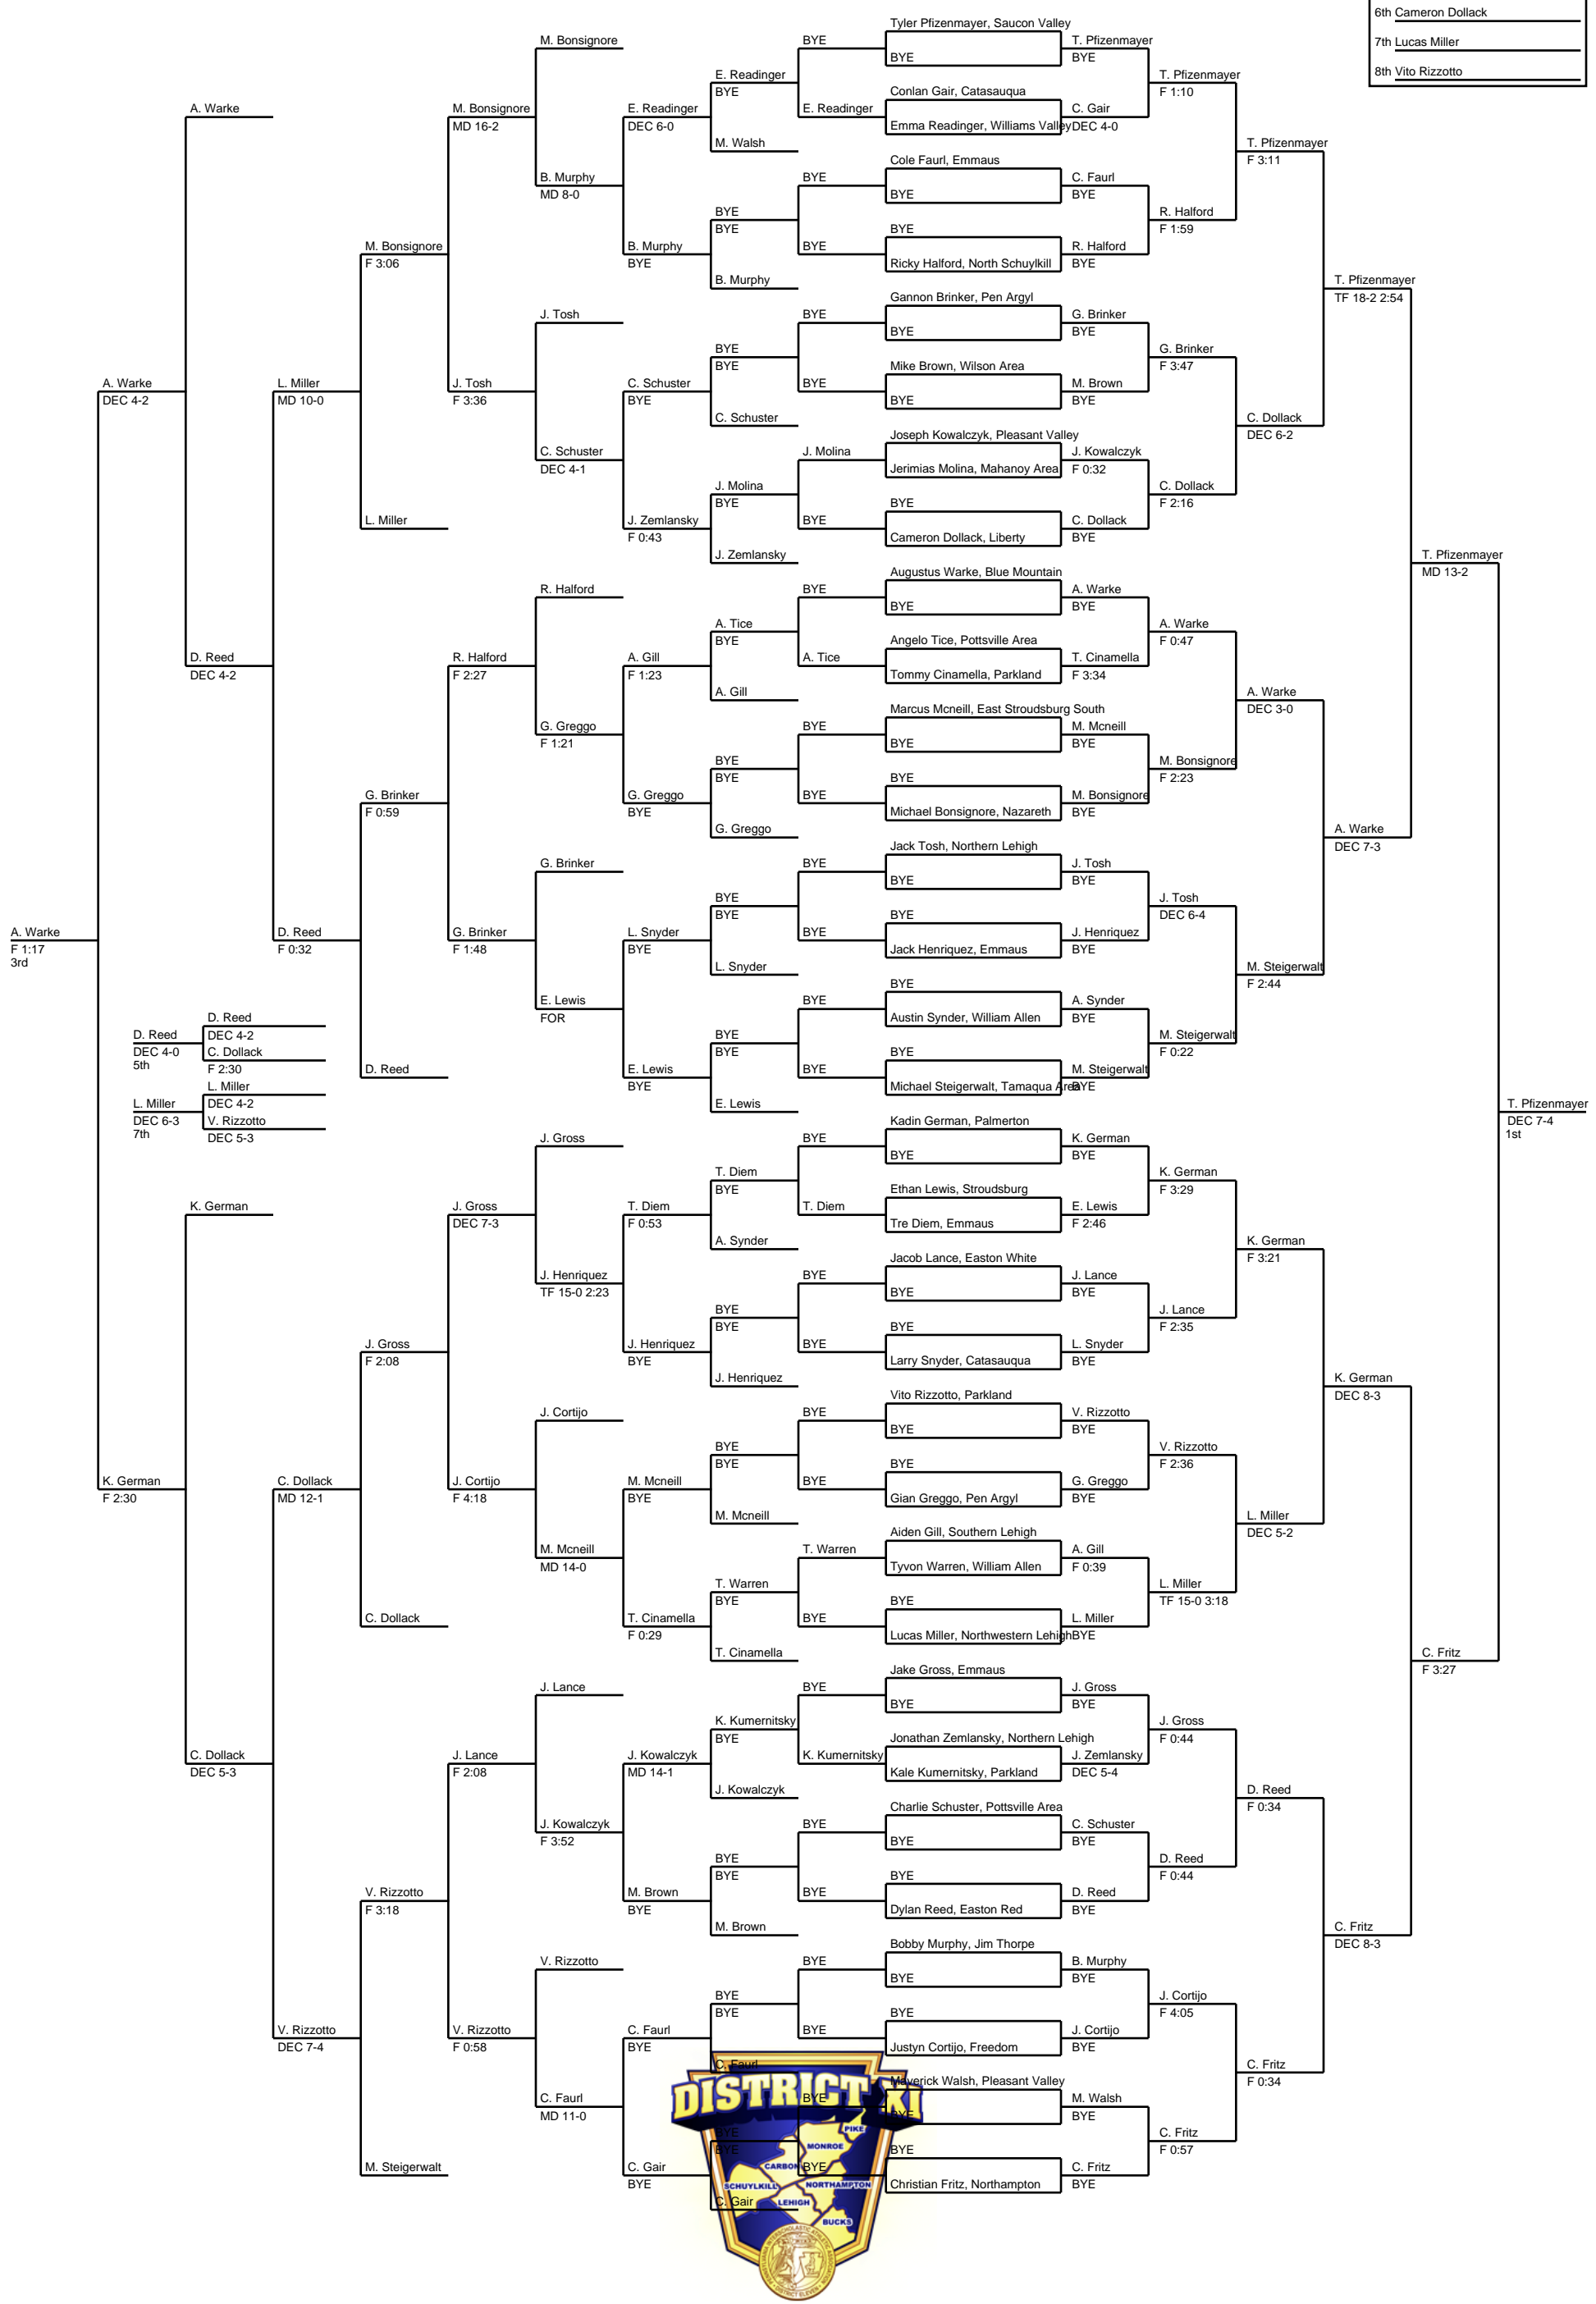 6th Cameron Dollack
7th Lucas Miller
8th Vito Rizzotto
A. Warke
F 1:17
3rd
A. Warke
DEC 4-2
K. German
F 2:30
D. Reed
DEC 4-0
5th
D. Reed
DEC 4-2
C. Dollack
F 2:30
L. Miller
DEC 6-3
7th
L. Miller
DEC 4-2
V. Rizzotto
DEC 5-3
A. Warke
D. Reed
DEC 4-2
K. German
C. Dollack
DEC 5-3
L. Miller
MD 10-0
D. Reed
F 0:32
C. Dollack
MD 12-1
V. Rizzotto
DEC 7-4
M. Bonsignore
F 3:06
L. Miller
G. Brinker
F 0:59
D. Reed
J. Gross
F 2:08
C. Dollack
V. Rizzotto
F 3:18
M. Steigerwalt
M. Bonsignore
MD 16-2
J. Tosh
F 3:36
R. Halford
F 2:27
G. Brinker
F 1:48
J. Gross
DEC 7-3
J. Cortijo
F 4:18
J. Lance
F 2:08
V. Rizzotto
F 0:58
M. Bonsignore
B. Murphy
MD 8-0
J. Tosh
C. Schuster
DEC 4-1
R. Halford
G. Greggo
F 1:21
G. Brinker
E. Lewis
FOR
J. Gross
J. Henriquez
TF 15-0 2:23
J. Cortijo
M. Mcneill
MD 14-0
J. Lance
J. Kowalczyk
F 3:52
V. Rizzotto
C. Faurl
MD 11-0
E. Readinger
DEC 6-0
B. Murphy
BYE
C. Schuster
BYE
J. Zemlansky
F 0:43
A. Gill
F 1:23
G. Greggo
BYE
L. Snyder
BYE
E. Lewis
BYE
T. Diem
F 0:53
J. Henriquez
BYE
M. Mcneill
BYE
T. Cinamella
F 0:29
J. Kowalczyk
MD 14-1
M. Brown
BYE
C. Faurl
BYE
C. Gair
BYE
E. Readinger
BYE
M. Walsh
BYE
BYE
B. Murphy
BYE
BYE
C. Schuster
J. Molina
BYE
J. Zemlansky
A. Tice
BYE
A. Gill
BYE
BYE
G. Greggo
BYE
BYE
L. Snyder
BYE
BYE
E. Lewis
T. Diem
BYE
A. Synder
BYE
BYE
J. Henriquez
BYE
BYE
M. Mcneill
T. Warren
BYE
T. Cinamella
K. Kumernitsky
BYE
J. Kowalczyk
BYE
BYE
M. Brown
BYE
BYE
C. Faurl
BYE
BYE
C. Gair
BYE
E. Readinger
BYE
BYE
BYE
BYE
J. Molina
BYE
BYE
A. Tice
BYE
BYE
BYE
BYE
BYE
BYE
BYE
T. Diem
BYE
BYE
BYE
BYE
T. Warren
BYE
BYE
K. Kumernitsky
BYE
BYE
BYE
BYE
BYE
BYE
Tyler Pfizenmayer, Saucon Valley
BYE
Conlan Gair, Catasauqua
Emma Readinger, Williams Valley
Cole Faurl, Emmaus
BYE
BYE
Ricky Halford, North Schuylkill
Gannon Brinker, Pen Argyl
BYE
Mike Brown, Wilson Area
BYE
Joseph Kowalczyk, Pleasant Valley
Jerimias Molina, Mahanoy Area
BYE
Cameron Dollack, Liberty
Augustus Warke, Blue Mountain
BYE
Angelo Tice, Pottsville Area
Tommy Cinamella, Parkland
Marcus Mcneill, East Stroudsburg South
BYE
BYE
Michael Bonsignore, Nazareth
Jack Tosh, Northern Lehigh
BYE
BYE
Jack Henriquez, Emmaus
BYE
Austin Synder, William Allen
BYE
Michael Steigerwalt, Tamaqua Area
Kadin German, Palmerton
BYE
Ethan Lewis, Stroudsburg
Tre Diem, Emmaus
Jacob Lance, Easton White
BYE
BYE
Larry Snyder, Catasauqua
Vito Rizzotto, Parkland
BYE
BYE
Gian Greggo, Pen Argyl
Aiden Gill, Southern Lehigh
Tyvon Warren, William Allen
BYE
Lucas Miller, Northwestern Lehigh
Jake Gross, Emmaus
BYE
Jonathan Zemlansky, Northern Lehigh
Kale Kumernitsky, Parkland
Charlie Schuster, Pottsville Area
BYE
BYE
Dylan Reed, Easton Red
Bobby Murphy, Jim Thorpe
BYE
BYE
Justyn Cortijo, Freedom
Maverick Walsh, Pleasant Valley
BYE
BYE
Christian Fritz, Northampton
T. Pfizenmayer
BYE
C. Gair
DEC 4-0
C. Faurl
BYE
R. Halford
BYE
G. Brinker
BYE
M. Brown
BYE
J. Kowalczyk
F 0:32
C. Dollack
BYE
A. Warke
BYE
T. Cinamella
F 3:34
M. Mcneill
BYE
M. Bonsignore
BYE
J. Tosh
BYE
J. Henriquez
BYE
A. Synder
BYE
M. Steigerwalt
BYE
K. German
BYE
E. Lewis
F 2:46
J. Lance
BYE
L. Snyder
BYE
V. Rizzotto
BYE
G. Greggo
BYE
A. Gill
F 0:39
L. Miller
BYE
J. Gross
BYE
J. Zemlansky
DEC 5-4
C. Schuster
BYE
D. Reed
BYE
B. Murphy
BYE
J. Cortijo
BYE
M. Walsh
BYE
C. Fritz
BYE
T. Pfizenmayer
F 1:10
R. Halford
F 1:59
G. Brinker
F 3:47
C. Dollack
F 2:16
A. Warke
F 0:47
M. Bonsignore
F 2:23
J. Tosh
DEC 6-4
M. Steigerwalt
F 0:22
K. German
F 3:29
J. Lance
F 2:35
V. Rizzotto
F 2:36
L. Miller
TF 15-0 3:18
J. Gross
F 0:44
D. Reed
F 0:44
J. Cortijo
F 4:05
C. Fritz
F 0:57
T. Pfizenmayer
F 3:11
C. Dollack
DEC 6-2
A. Warke
DEC 3-0
M. Steigerwalt
F 2:44
K. German
F 3:21
L. Miller
DEC 5-2
D. Reed
F 0:34
C. Fritz
F 0:34
T. Pfizenmayer
TF 18-2 2:54
A. Warke
DEC 7-3
K. German
DEC 8-3
C. Fritz
DEC 8-3
T. Pfizenmayer
MD 13-2
C. Fritz
F 3:27
T. Pfizenmayer
DEC 7-4
1st
DISTRICT XI
PIKE
MONROE
CARBON
SCHUYLKILL
NORTHAMPTON
LEHIGH
BUCKS